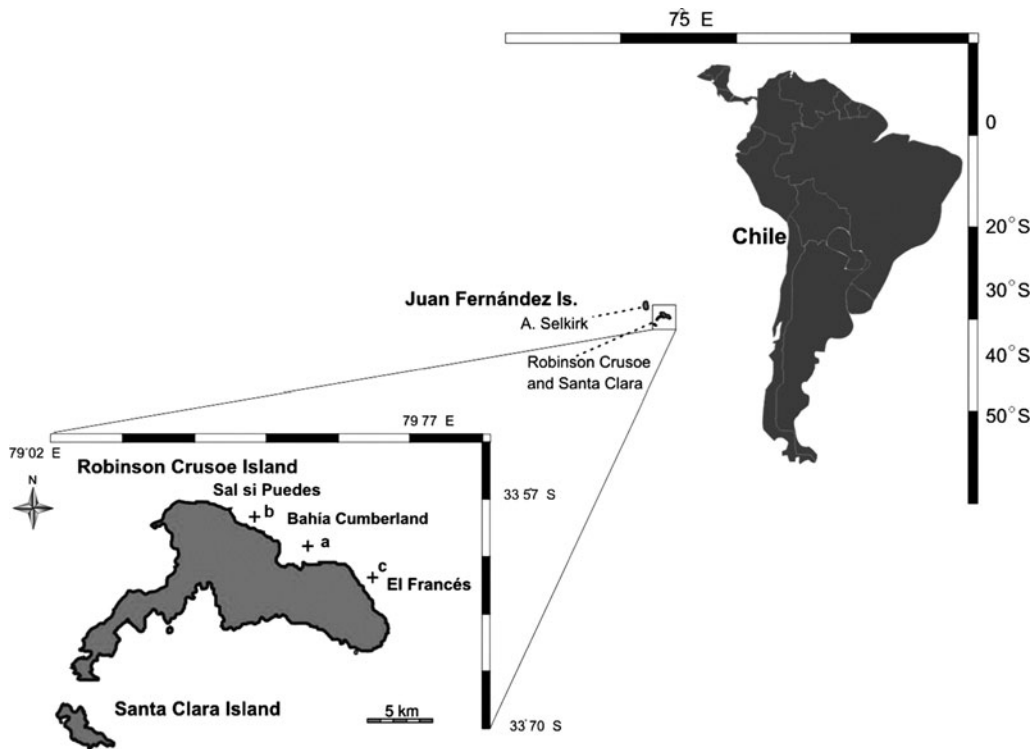 75° E
0
20°S
Chile
30°S
Juan Fernández Is.
A. Selkirk
40°S
Robinson Crusoe
and Santa Clara
50°S
79°77 E
79°02 E
Robinson Crusoe Island
N
Sal si Puedes
33°57 S
b
Bahía Cumberland
a
c
El Francés
Santa Clara Island
5 km
33°70 S